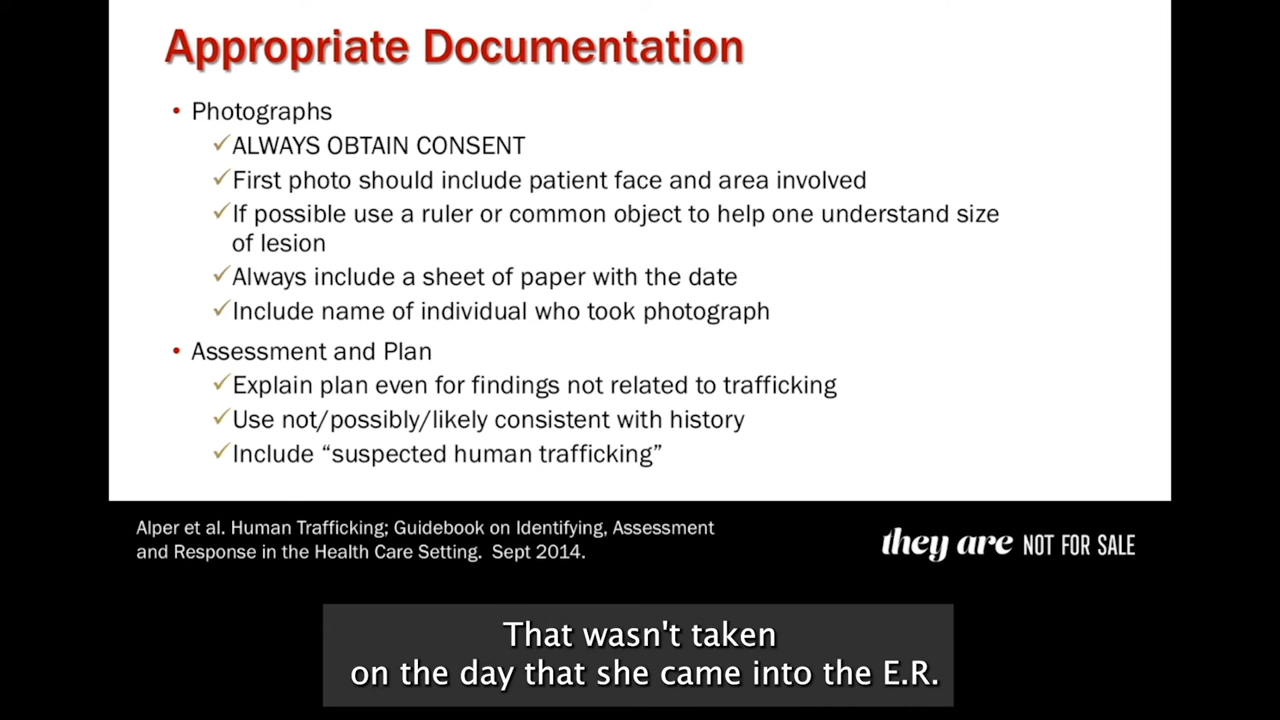 Appropriate Documentation
• Photographs
✓ALWAYS OBTAIN CONSENT
✓First photo should include patient face and area involved
✓If possible use a ruler or common object to help one understand size
of lesion
✓Always include a sheet of paper with the date
✓Include name of individual who took photograph
• Assessment and Plan
✓Explain plan even for findings not related to trafficking
✓Use not/possibly/likely consistent with history
✓Include “suspected human trafficking”
Alper et al. Human Trafficking; Guidebook on Identifying, Assessment
and Response in the Health Care Setting. Sept 2014.
they are NOT FOR SALE
That wasn't taken
on the day that she came into the E.R.